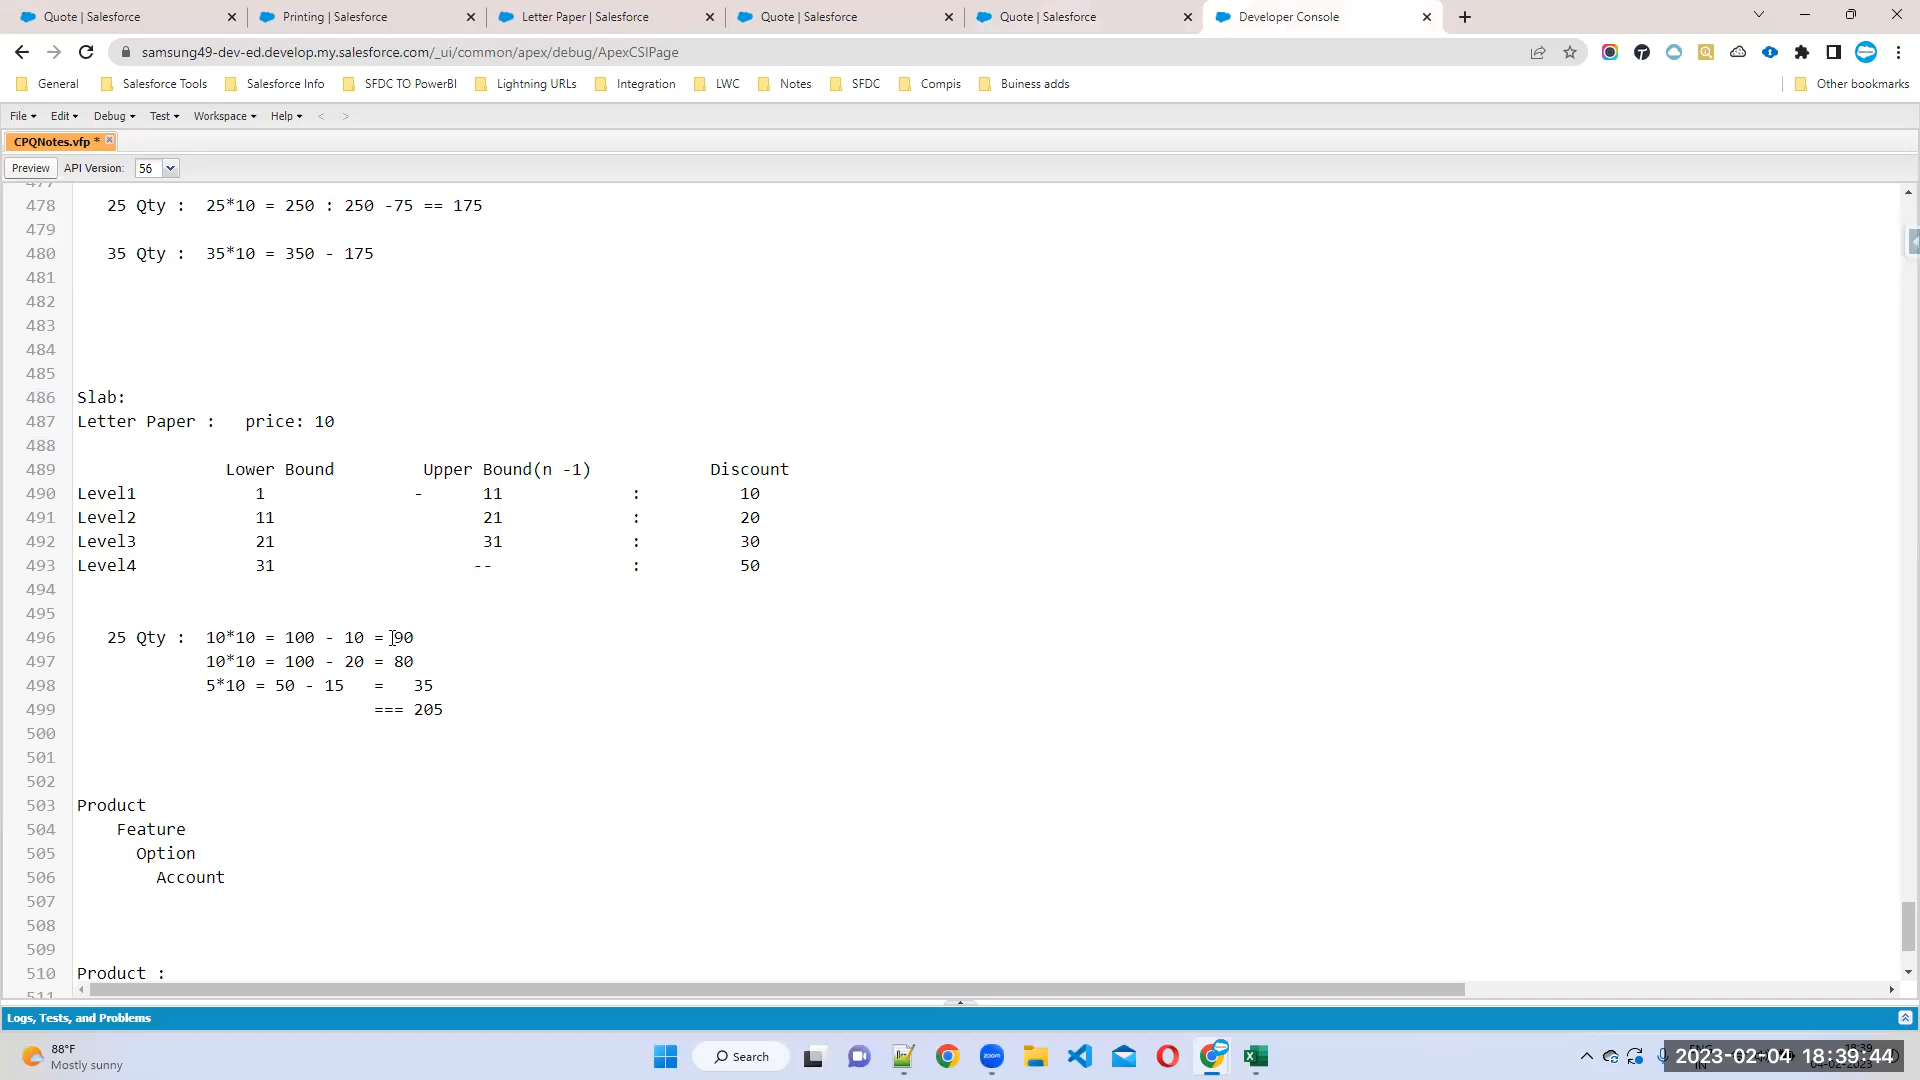 Quote | Salesforce
Printing | Salesforce
Letter Paper | Salesforce
Quote | Salesforce
Quote | Salesforce
Developer Console
samsung49-dev-ed.develop.my.salesforce.com/_ui/common/apex/debug/ApexCSIPage
General
Salesforce Tools
Salesforce Info
SFDC TO PowerBI
Lightning URLs
Integration
LWC
Notes
SFDC
Compis
Buiness adds
Other bookmarks
File Edit Debug Test Workspace Help < >
CPQNotes.vfp *
Preview API Version: 56
477
478 25 Qty : 25*10 = 250 : 250 -75 == 175
479
480 35 Qty : 35*10 = 350 - 175
481
482
483
484
485
486 Slab:
487 Letter Paper : price: 10
488
489 Lower Bound Upper Bound(n -1) Discount
490 Level1 1 - 11 : 10
491 Level2 11 21 : 20
492 Level3 21 31 : 30
493 Level4 31 -- : 50
494
495
496 25 Qty : 10*10 = 100 - 10 = 90
497 10*10 = 100 - 20 = 80
498 5*10 = 50 - 15 = 35
499 === 205
500
501
502
503 Product
504 Feature
505 Option
506 Account
507
508
509
510 Product :
511
Logs, Tests, and Problems
88°F
Mostly sunny
Search
zoom
2023-02-04 18:39:44